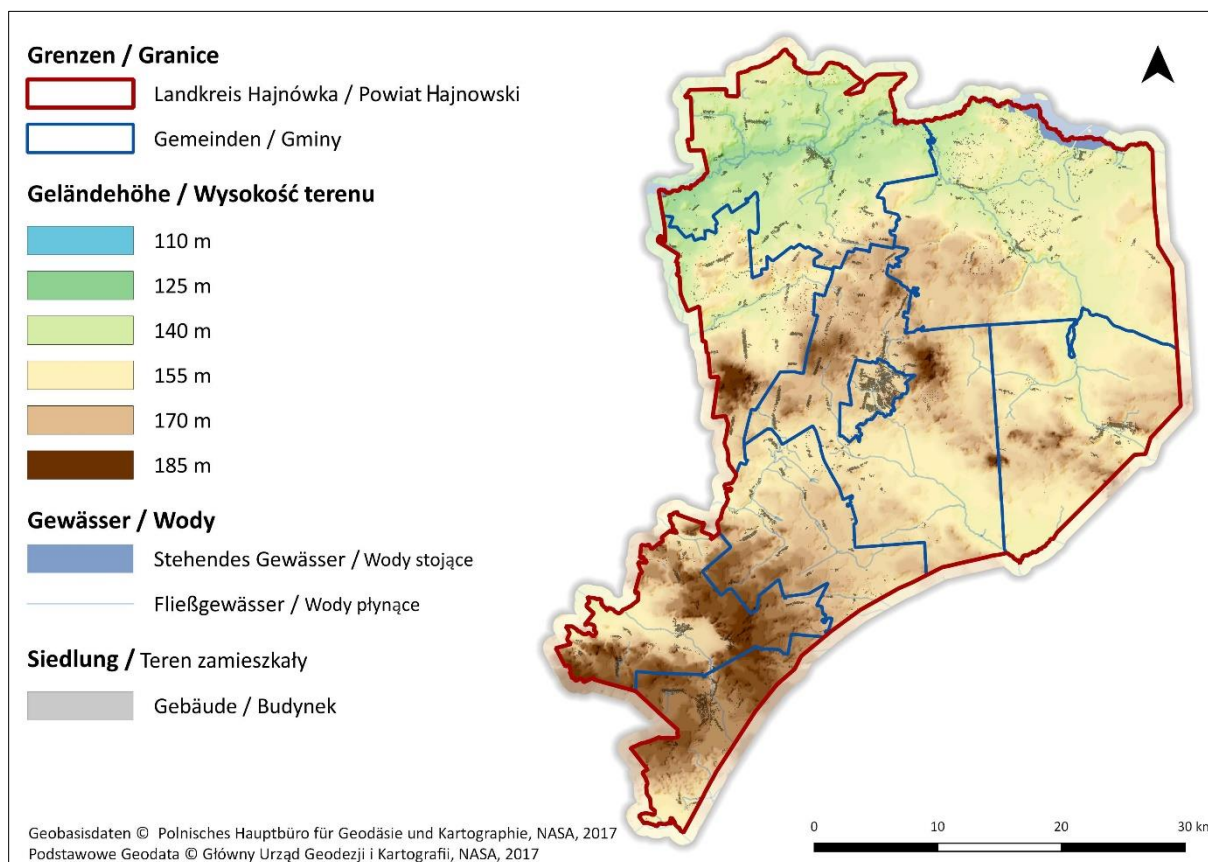 Grenzen / Granice
Landkreis Hajnówka / Powiat Hajnowski
Gemeinden / Gminy
Geländehöhe / Wysokość terenu
110 m
125 m
140 m
155 m
170 m
185 m
Gewässer / Wody
Stehendes Gewässer / Wody stojące
Fließgewässer / Wody płynące
Siedlung / Teren zamieszkały
Gebäude / Budynek
Geobasisdaten © Polnisches Hauptbüro für Geodäsie und Kartographie, NASA, 2017
Podstawowe Geodata © Główny Urząd Geodezji i Kartografii, NASA, 2017
0 10 20 30 km